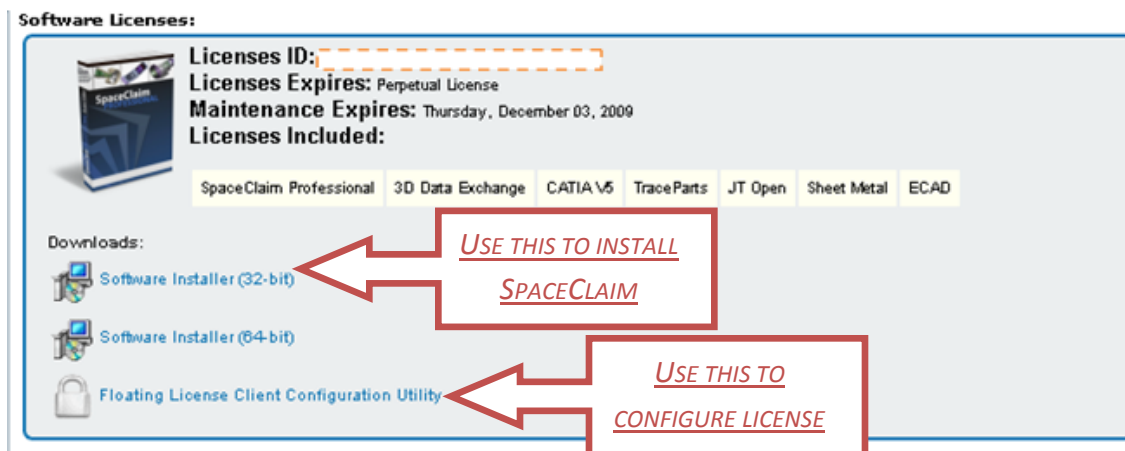 Software Licenses:
Licenses ID:
Licenses Expires: Perpetual License
Maintenance Expires: Thursday, December 03, 2009
Licenses Included:
SpaceClaim Professional 3D Data Exchange CATIA V5 TraceParts JT Open Sheet Metal ECAD
SpaceClaim
PROFESSIONAL
Downloads:
Software Installer (32-bit)
USE THIS TO INSTALL
SPACECLAIM
Software Installer (64-bit)
Floating License Client Configuration Utility
USE THIS TO
CONFIGURE LICENSE